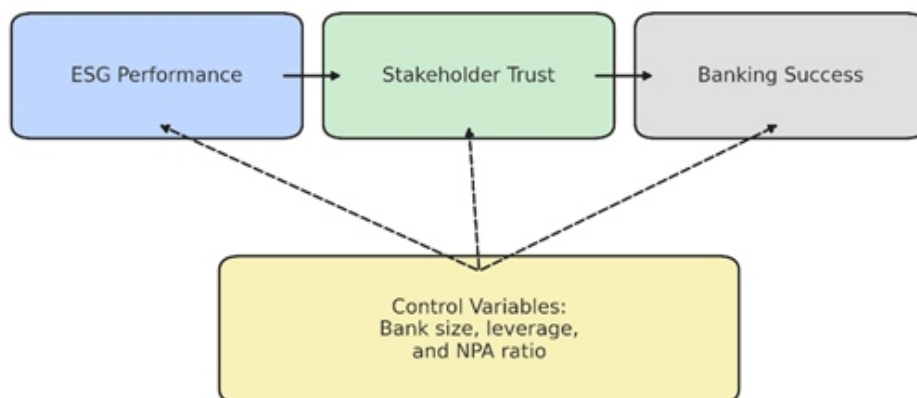 ESG Performance
Stakeholder Trust
Banking Success
Control Variables:
Bank size, leverage,
and NPA ratio